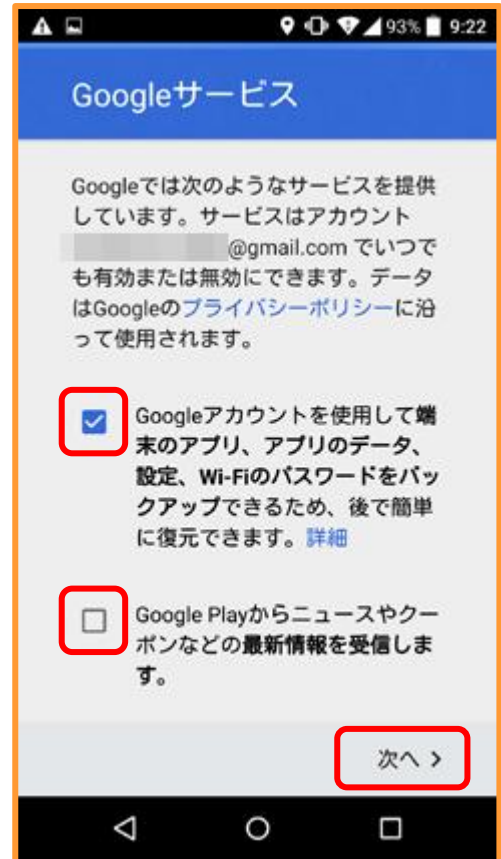 93% 9:22
Googleサービス
Googleでは次のようなサービスを提供
しています。サービスはアカウント
@gmail.com でいつで
も有効または無効にできます。データ
はGoogleのプライバシーポリシーに沿
って使用されます。
Googleアカウントを使用して端
末のアプリ、アプリのデータ、
設定、Wi-Fiのパスワードをバッ
クアップできるため、後で簡単
に復元できます。詳細
Google Playからニュースやクー
ポンなどの最新情報を受信しま
す。
次へ